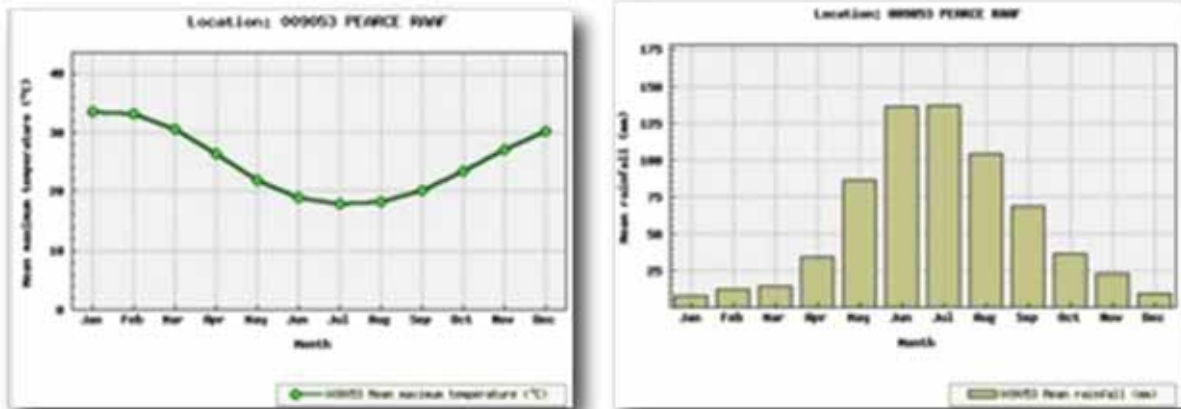 Location: 009053 PEARCE RAAF
Mean maximum temperature (°C)
40
30
20
10
0
Jan Feb Mar Apr May Jun Jul Aug Sep Oct Nov Dec
Month
009053 Mean maximum temperature (°C)
Location: 009053 PEARCE RAAF
Mean rainfall (mm)
175
150
125
100
75
50
25
Jan Feb Mar Apr May Jun Jul Aug Sep Oct Nov Dec
Month
009053 Mean rainfall (mm)